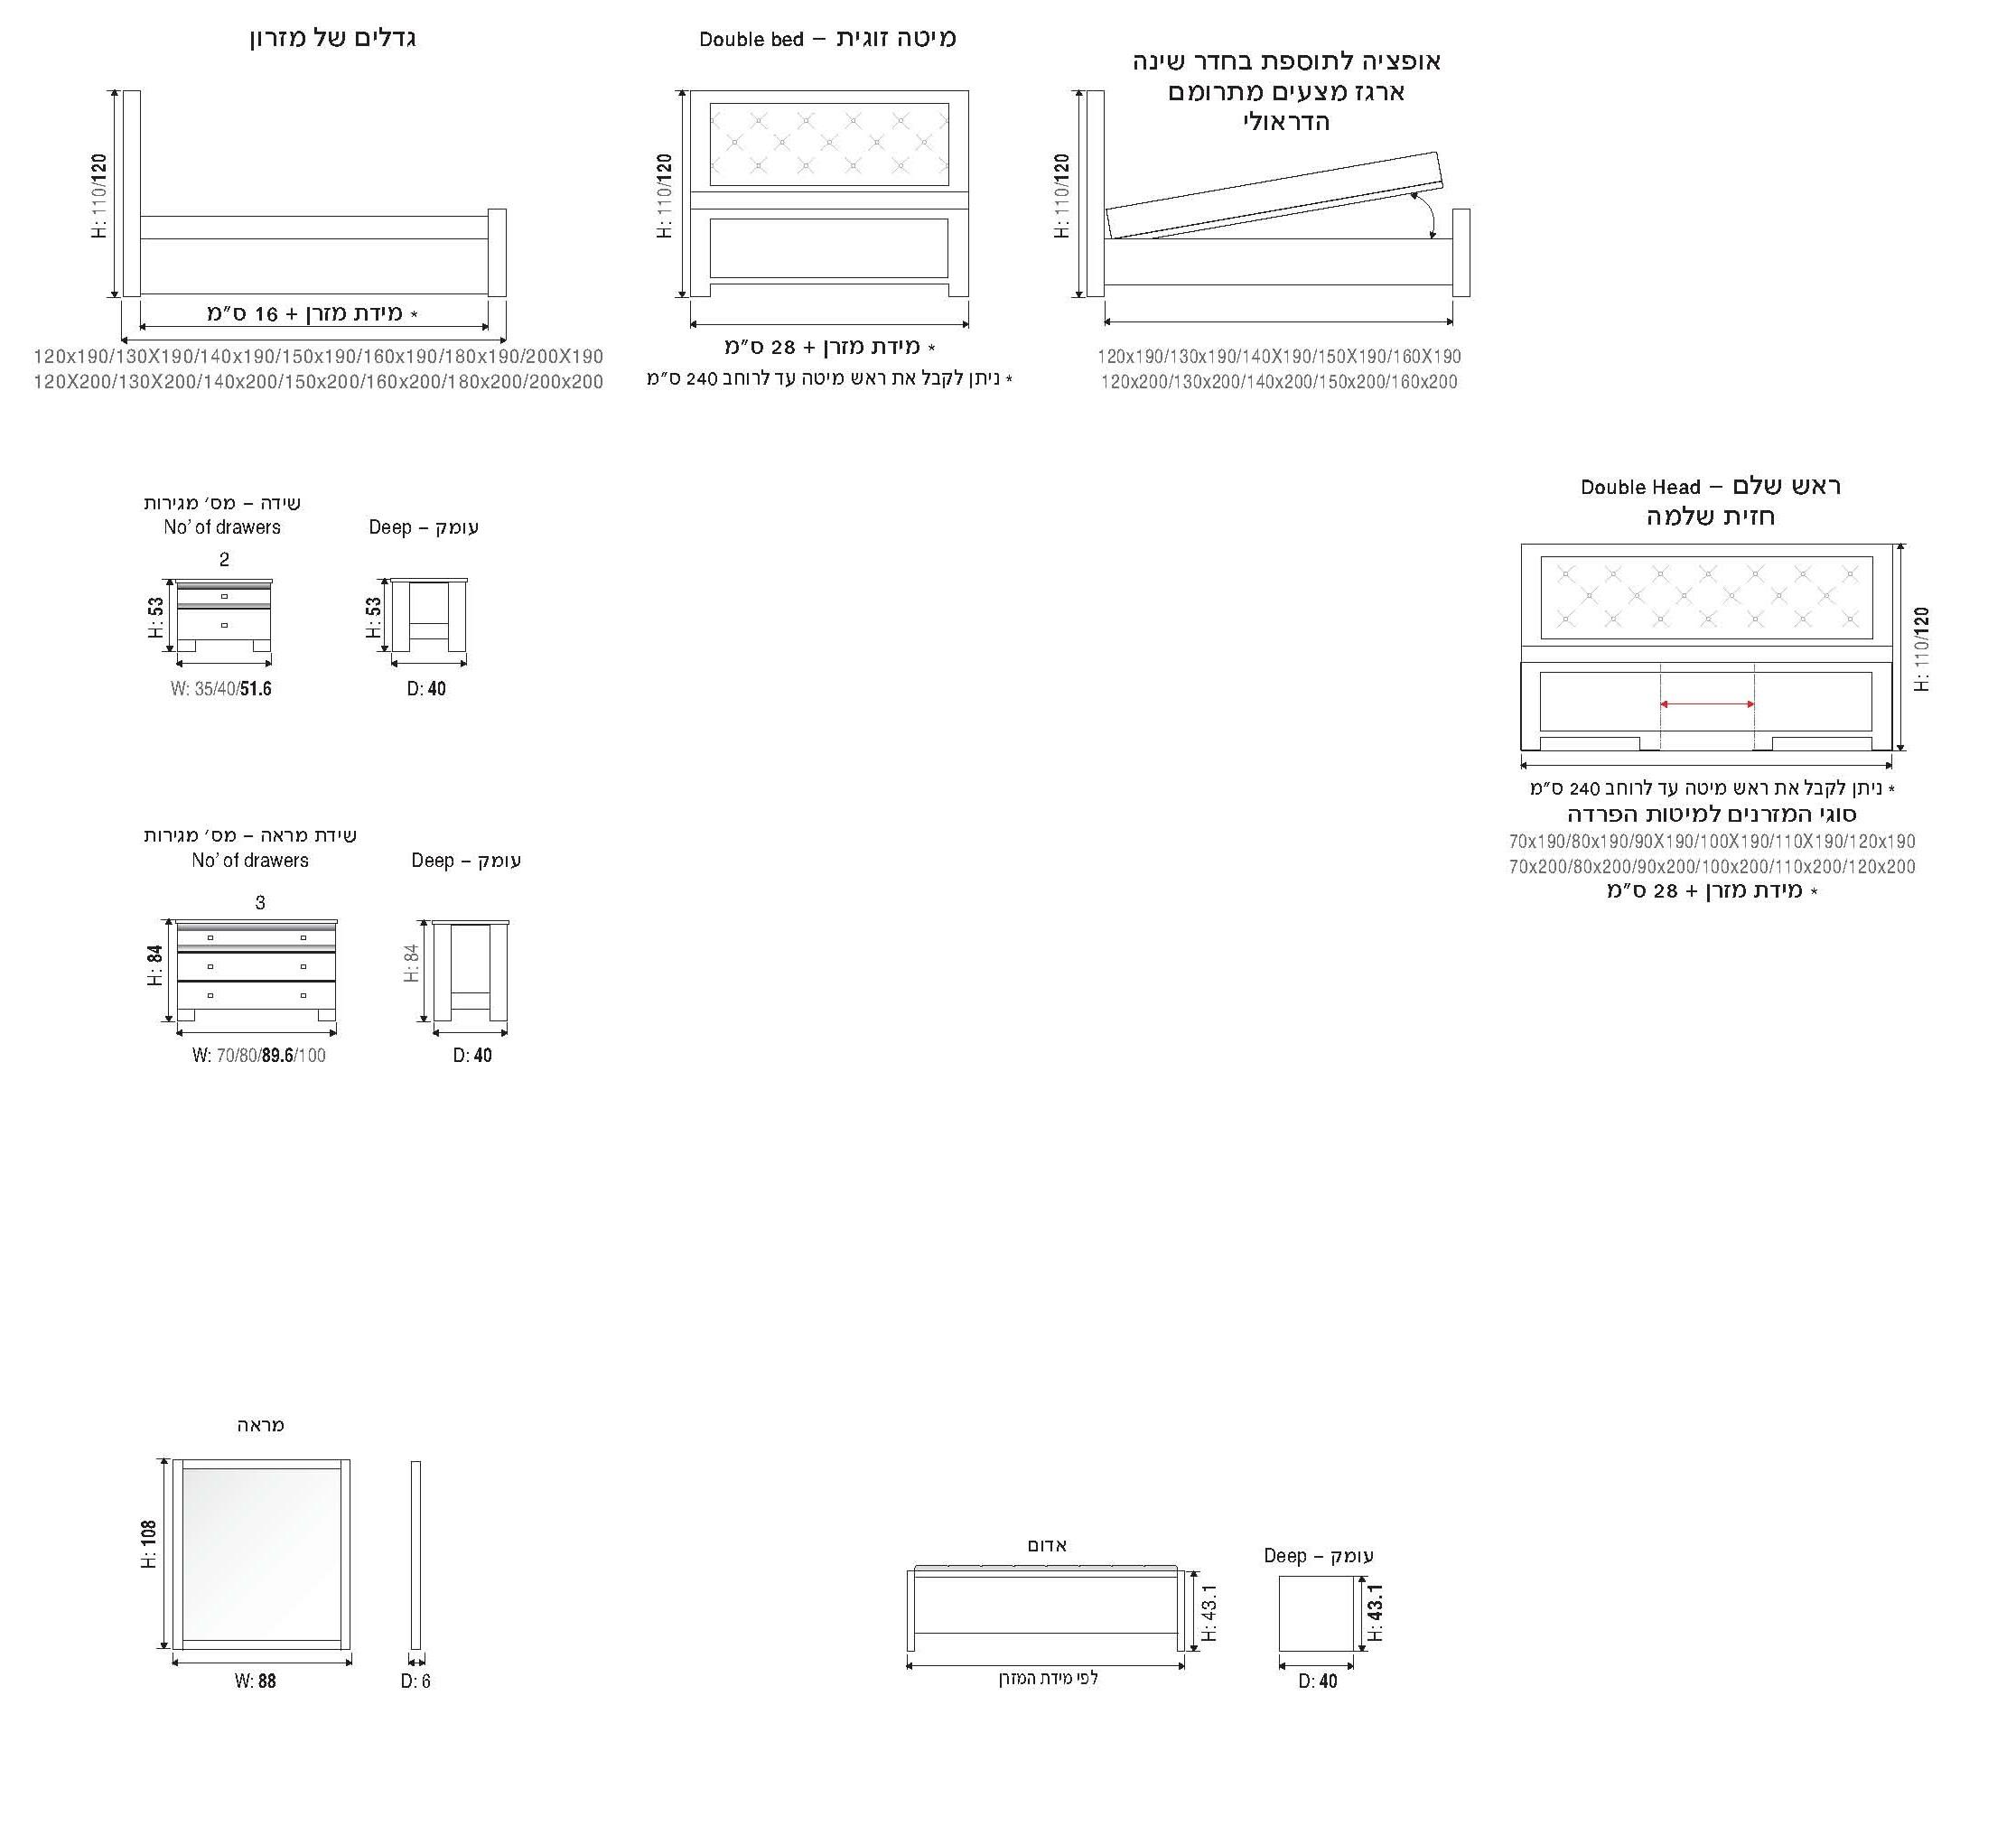 גדלים של מזרון
H: 110/120
* מידת מזרן + 16 ס"מ
120x190/130X190/140x190/150x190/160x190/180x190/200X190
120X200/130X200/140x200/150x200/160x200/180x200/200x200
מיטה זוגית – Double bed
H: 110/120
* מידת מזרן + 28 ס"מ
* ניתן לקבל את ראש מיטה עד לרוחב 240 ס"מ
אופציה לתוספת בחדר שינה
ארגז מצעים מתרומם
הדראולי
H: 110/120
120x190/130x190/140X190/150X190/160X190
120x200/130x200/140x200/150x200/160x200
ראש שלם – Double Head
חזית שלמה
H: 110/120
* ניתן לקבל את ראש מיטה עד לרוחב 240 ס"מ
סוגי המזרנים למיטות הפרדה
70x190/80x190/90X190/100X190/110X190/120x190
70x200/80x200/90x200/100x200/110x200/120x200
* מידת מזרן + 28 ס"מ
שידה – מס' מגירות
No' of drawers
2
H: 53
W: 35/40/51.6
עומק – Deep
H: 53
D: 40
שידת מראה – מס' מגירות
No' of drawers
3
H: 84
W: 70/80/89.6/100
עומק – Deep
H: 84
D: 40
מראה
H: 108
W: 88
D: 6
אדום
H: 43.1
לפי מידת המזרן
עומק – Deep
H: 43.1
D: 40